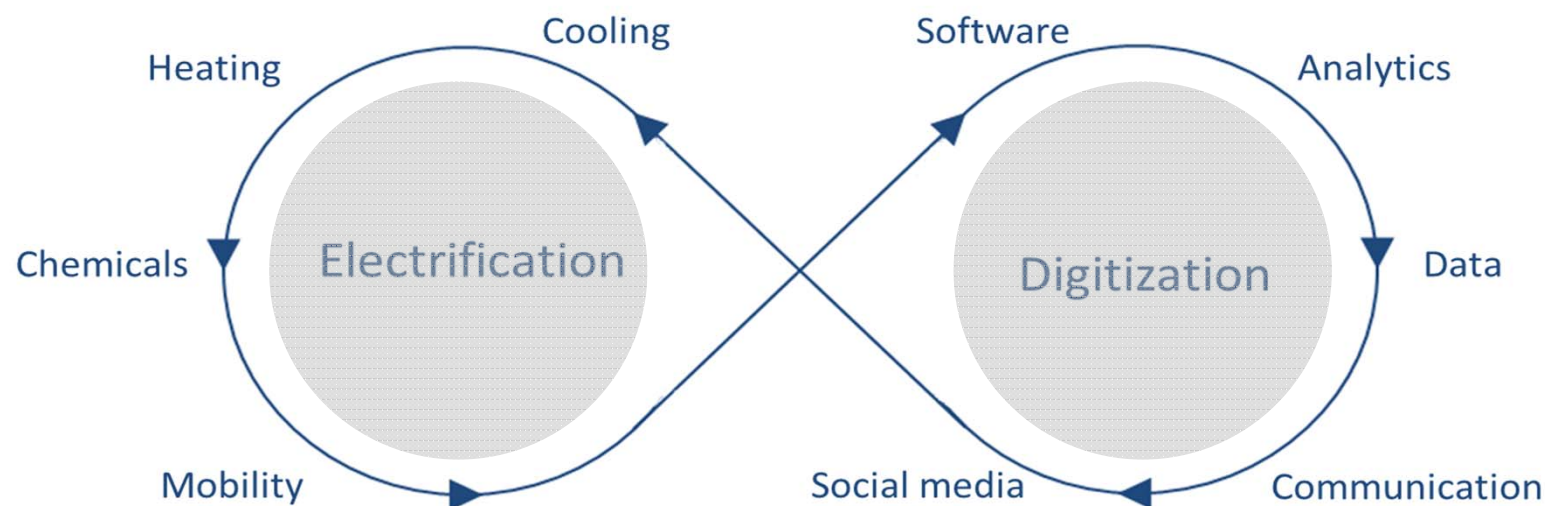 Cooling
Heating
Chemicals
Electrification
Mobility
Software
Analytics
Digitization
Data
Social media
Communication